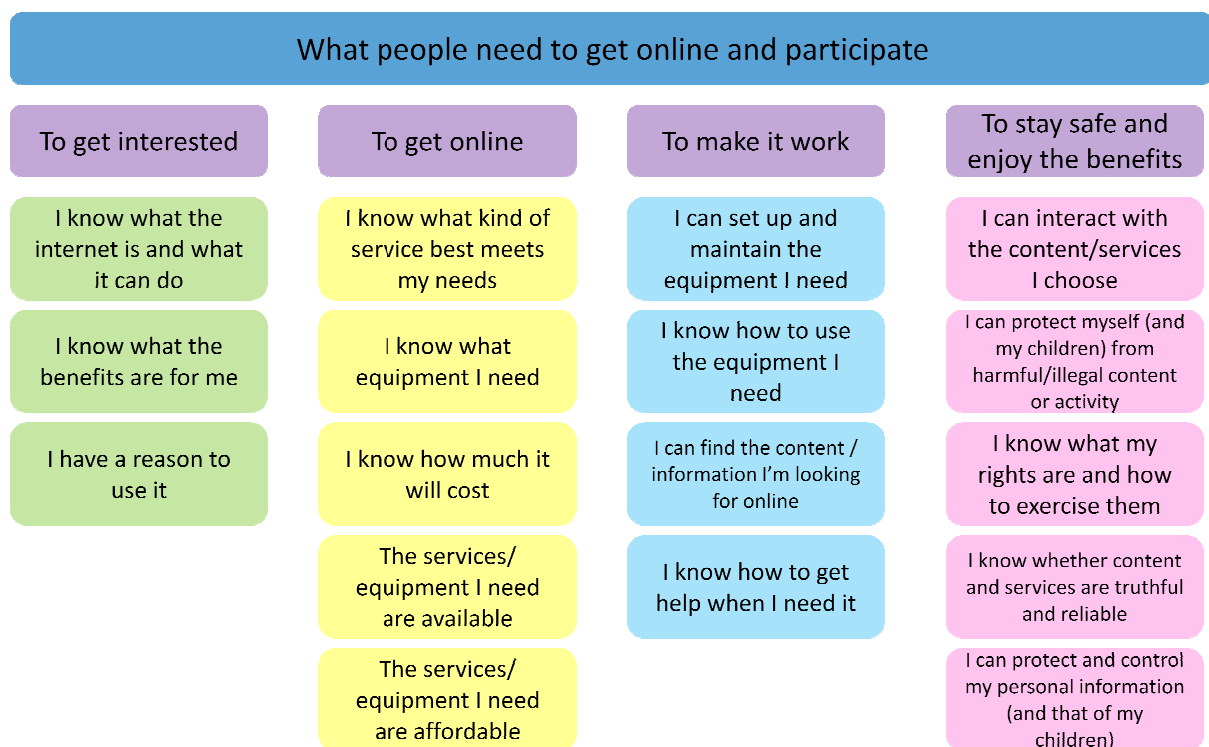 What people need to get online and participate
To get interested
I know what the
internet is and what
it can do
I know what the
benefits are for me
I have a reason to
use it
To get online
I know what kind of
service best meets
my needs
I know what
equipment I need
I know how much it
will cost
The services/
equipment I need
are available
The services/
equipment I need
are affordable
To make it work
I can set up and
maintain the
equipment I need
I know how to use
the equipment I
need
I can find the content /
information I’m looking
for online
I know how to get
help when I need it
To stay safe and
enjoy the benefits
I can interact with
the content/services
I choose
I can protect myself (and
my children) from
harmful/illegal content
or activity
I know what my
rights are and how
to exercise them
I know whether content
and services are truthful
and reliable
I can protect and control
my personal information
(and that of my
children)